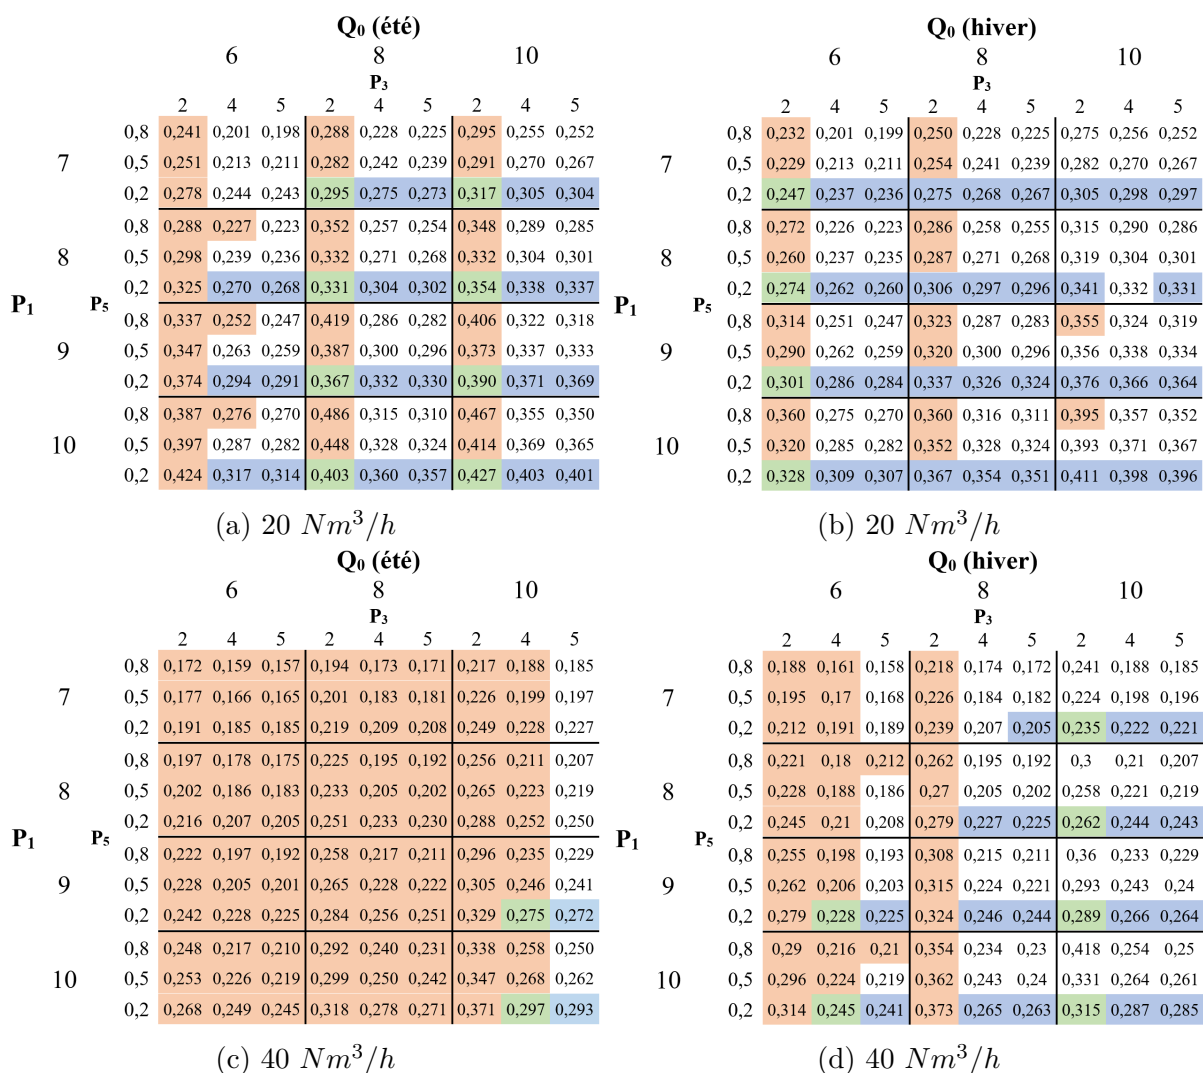 Q₀ (été)
6 8 10
P₃
2 4 5 2 4 5 2 4 5
0,8 0,241 0,201 0,198 0,288 0,228 0,225 0,295 0,255 0,252
7 0,5 0,251 0,213 0,211 0,282 0,242 0,239 0,291 0,270 0,267
0,2 0,278 0,244 0,243 0,295 0,275 0,273 0,317 0,305 0,304
0,8 0,288 0,227 0,223 0,352 0,257 0,254 0,348 0,289 0,285
8 0,5 0,298 0,239 0,236 0,332 0,271 0,268 0,332 0,304 0,301
0,2 0,325 0,270 0,268 0,331 0,304 0,302 0,354 0,338 0,337
P₁ P₅
0,8 0,337 0,252 0,247 0,419 0,286 0,282 0,406 0,322 0,318
9 0,5 0,347 0,263 0,259 0,387 0,300 0,296 0,373 0,337 0,333
0,2 0,374 0,294 0,291 0,367 0,332 0,330 0,390 0,371 0,369
0,8 0,387 0,276 0,270 0,486 0,315 0,310 0,467 0,355 0,350
10 0,5 0,397 0,287 0,282 0,448 0,328 0,324 0,414 0,369 0,365
0,2 0,424 0,317 0,314 0,403 0,360 0,357 0,427 0,403 0,401
(a) 20 Nm³/h
Q₀ (hiver)
6 8 10
P₃
2 4 5 2 4 5 2 4 5
0,8 0,232 0,201 0,199 0,250 0,228 0,225 0,275 0,256 0,252
7 0,5 0,229 0,213 0,211 0,254 0,241 0,239 0,282 0,270 0,267
0,2 0,247 0,237 0,236 0,275 0,268 0,267 0,305 0,298 0,297
0,8 0,272 0,226 0,223 0,286 0,258 0,255 0,315 0,290 0,286
8 0,5 0,260 0,237 0,235 0,287 0,271 0,268 0,319 0,304 0,301
0,2 0,274 0,262 0,260 0,306 0,297 0,296 0,341 0,332 0,331
P₁ P₅
0,8 0,314 0,251 0,247 0,323 0,287 0,283 0,355 0,324 0,319
9 0,5 0,290 0,262 0,259 0,320 0,300 0,296 0,356 0,338 0,334
0,2 0,301 0,286 0,284 0,337 0,326 0,324 0,376 0,366 0,364
0,8 0,360 0,275 0,270 0,360 0,316 0,311 0,395 0,357 0,352
10 0,5 0,320 0,285 0,282 0,352 0,328 0,324 0,393 0,371 0,367
0,2 0,328 0,309 0,307 0,367 0,354 0,351 0,411 0,398 0,396
(b) 20 Nm³/h
Q₀ (été)
6 8 10
P₃
2 4 5 2 4 5 2 4 5
0,8 0,172 0,159 0,157 0,194 0,173 0,171 0,217 0,188 0,185
7 0,5 0,177 0,166 0,165 0,201 0,183 0,181 0,226 0,199 0,197
0,2 0,191 0,185 0,185 0,219 0,209 0,208 0,249 0,228 0,227
0,8 0,197 0,178 0,175 0,225 0,195 0,192 0,256 0,211 0,207
8 0,5 0,202 0,186 0,183 0,233 0,205 0,202 0,265 0,223 0,219
0,2 0,216 0,207 0,205 0,251 0,233 0,230 0,288 0,252 0,250
P₁ P₅
0,8 0,222 0,197 0,192 0,258 0,217 0,211 0,296 0,235 0,229
9 0,5 0,228 0,205 0,201 0,265 0,228 0,222 0,305 0,246 0,241
0,2 0,242 0,228 0,225 0,284 0,256 0,251 0,329 0,275 0,272
0,8 0,248 0,217 0,210 0,292 0,240 0,231 0,338 0,258 0,250
10 0,5 0,253 0,226 0,219 0,299 0,250 0,242 0,347 0,268 0,262
0,2 0,268 0,249 0,245 0,318 0,278 0,271 0,371 0,297 0,293
(c) 40 Nm³/h
Q₀ (hiver)
6 8 10
P₃
2 4 5 2 4 5 2 4 5
0,8 0,188 0,161 0,158 0,218 0,174 0,172 0,241 0,188 0,185
7 0,5 0,195 0,17 0,168 0,226 0,184 0,182 0,224 0,198 0,196
0,2 0,212 0,191 0,189 0,239 0,207 0,205 0,235 0,222 0,221
0,8 0,221 0,18 0,212 0,262 0,195 0,192 0,3 0,21 0,207
8 0,5 0,228 0,188 0,186 0,27 0,205 0,202 0,258 0,221 0,219
0,2 0,245 0,21 0,208 0,279 0,227 0,225 0,262 0,244 0,243
P₁ P₅
0,8 0,255 0,198 0,193 0,308 0,215 0,211 0,36 0,233 0,229
9 0,5 0,262 0,206 0,203 0,315 0,224 0,221 0,293 0,243 0,24
0,2 0,279 0,228 0,225 0,324 0,246 0,244 0,289 0,266 0,264
0,8 0,29 0,216 0,21 0,354 0,234 0,23 0,418 0,254 0,25
10 0,5 0,296 0,224 0,219 0,362 0,243 0,24 0,331 0,264 0,261
0,2 0,314 0,245 0,241 0,373 0,265 0,263 0,315 0,287 0,285
(d) 40 Nm³/h